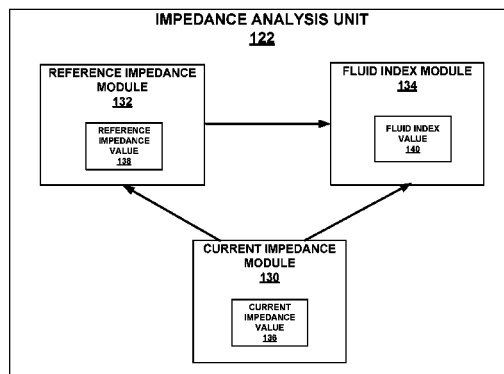 IMPEDANCE ANALYSIS UNIT
122
REFERENCE IMPEDANCE
MODULE
132
REFERENCE
IMPEDANCE
VALUE
138
FLUID INDEX MODULE
134
FLUID INDEX
VALUE
140
CURRENT IMPEDANCE
MODULE
130
CURRENT
IMPEDANCE
VALUE
136